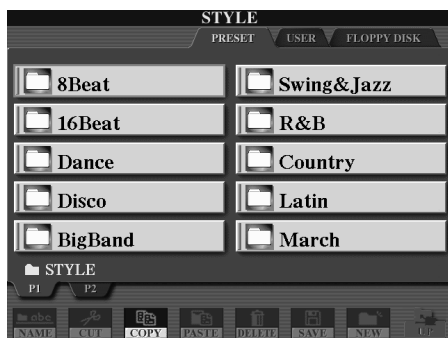 STYLE
PRESET USER FLOPPY DISK
8Beat Swing&Jazz
16Beat R&B
Dance Country
Disco Latin
BigBand March
STYLE
P1 P2
NAME CUT COPY PASTE DELETE SAVE NEW UP